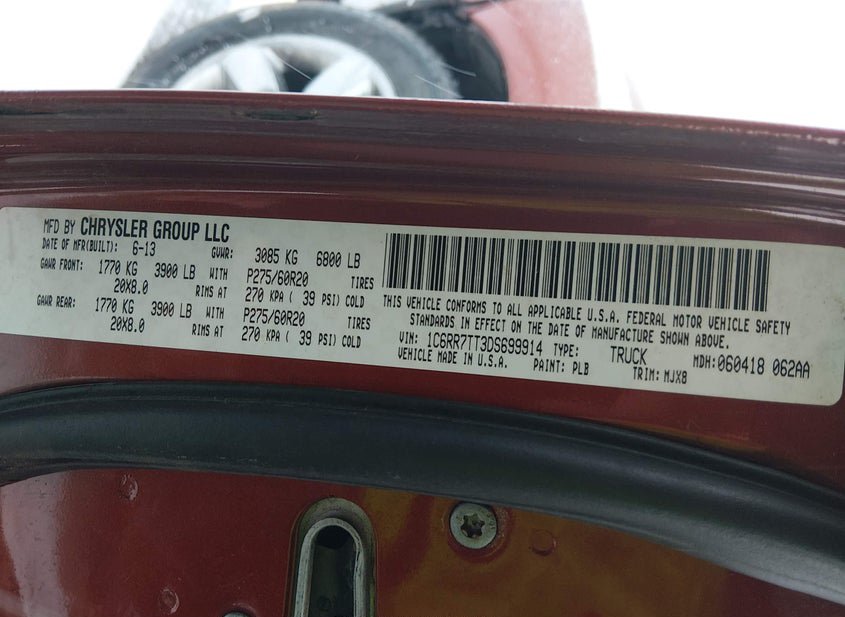 MFD BY CHRYSLER GROUP LLC
DATE OF MFR(BUILT): 6-13 GVWR: 3085 KG 6800 LB
GAWR FRONT: 1770 KG 3900 LB WITH P275/60R20 TIRES
20X8.0 RIMS AT 270 KPA ( 39 PSI) COLD
GAWR REAR: 1770 KG 3900 LB WITH P275/60R20 TIRES
20X8.0 RIMS AT 270 KPA ( 39 PSI) COLD
THIS VEHICLE CONFORMS TO ALL APPLICABLE U.S.A. FEDERAL MOTOR VEHICLE SAFETY
STANDARDS IN EFFECT ON THE DATE OF MANUFACTURE SHOWN ABOVE.
VIN: 1C6RR7TT3DS699914 TYPE: TRUCK MDH:060418 062AA
VEHICLE MADE IN U.S.A. PAINT: PLB TRIM: MJX8